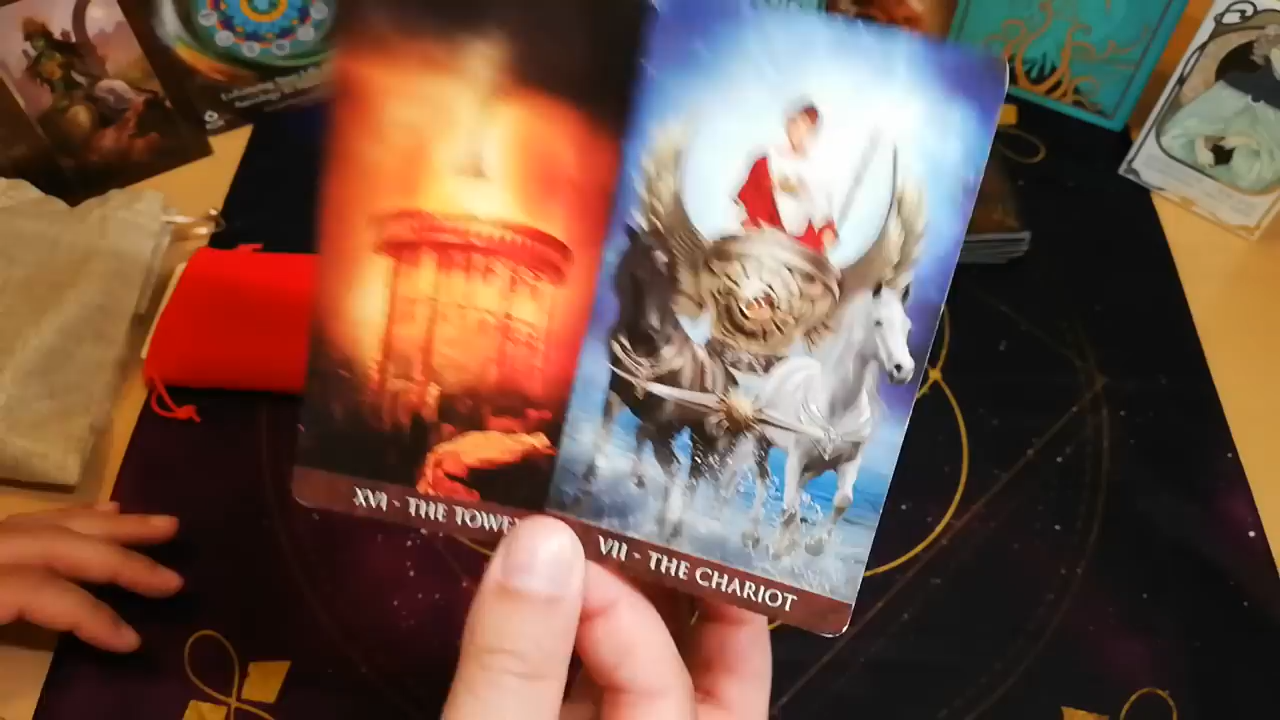 XVI - THE TOWE
VII - THE CHARIOT